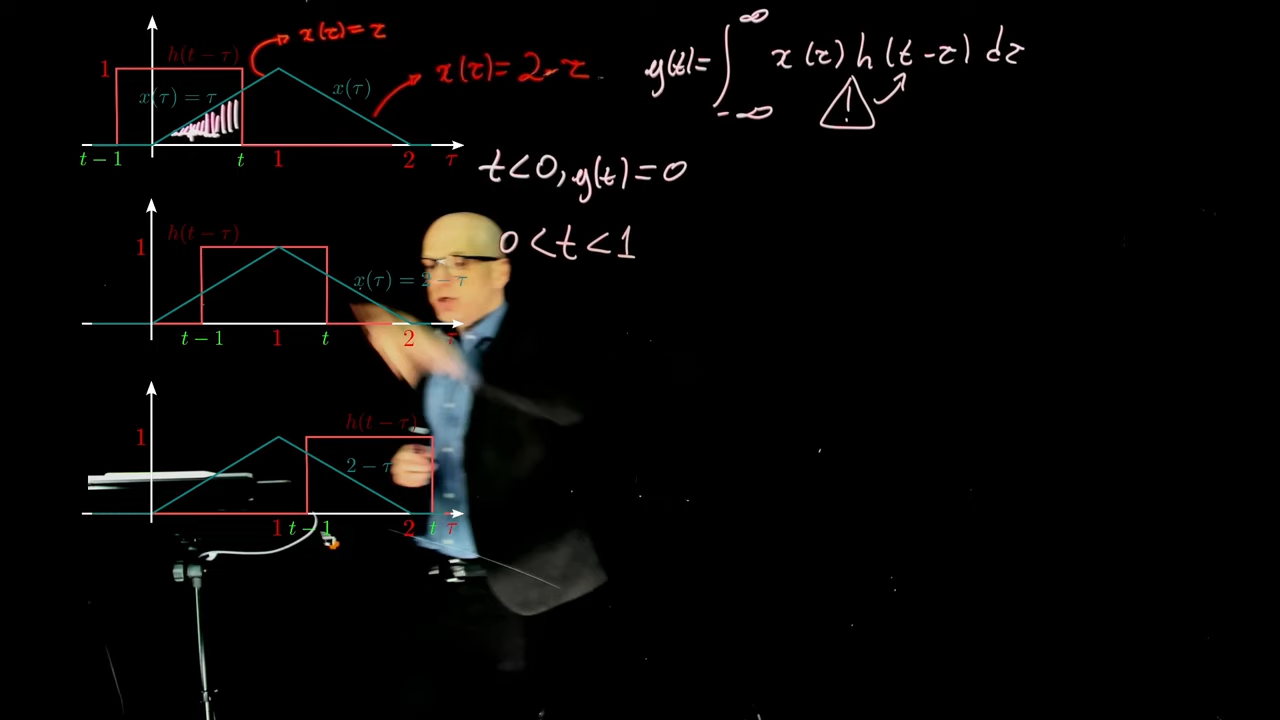 h(t − τ)
x(τ) = τ
1
x(τ) = τ
x(τ)
x(τ) = 2 - τ
t − 1
t
1
2
τ
y(t) = ∫_{-∞}^{∞} x(τ) h(t - τ) dτ
!
t < 0, y(t) = 0
0 < t < 1
h(t − τ)
1
x(τ) = 2 − τ
t − 1
1
t
2
τ
h(t − τ)
1
2 − τ
1
t − 1
2
t
τ